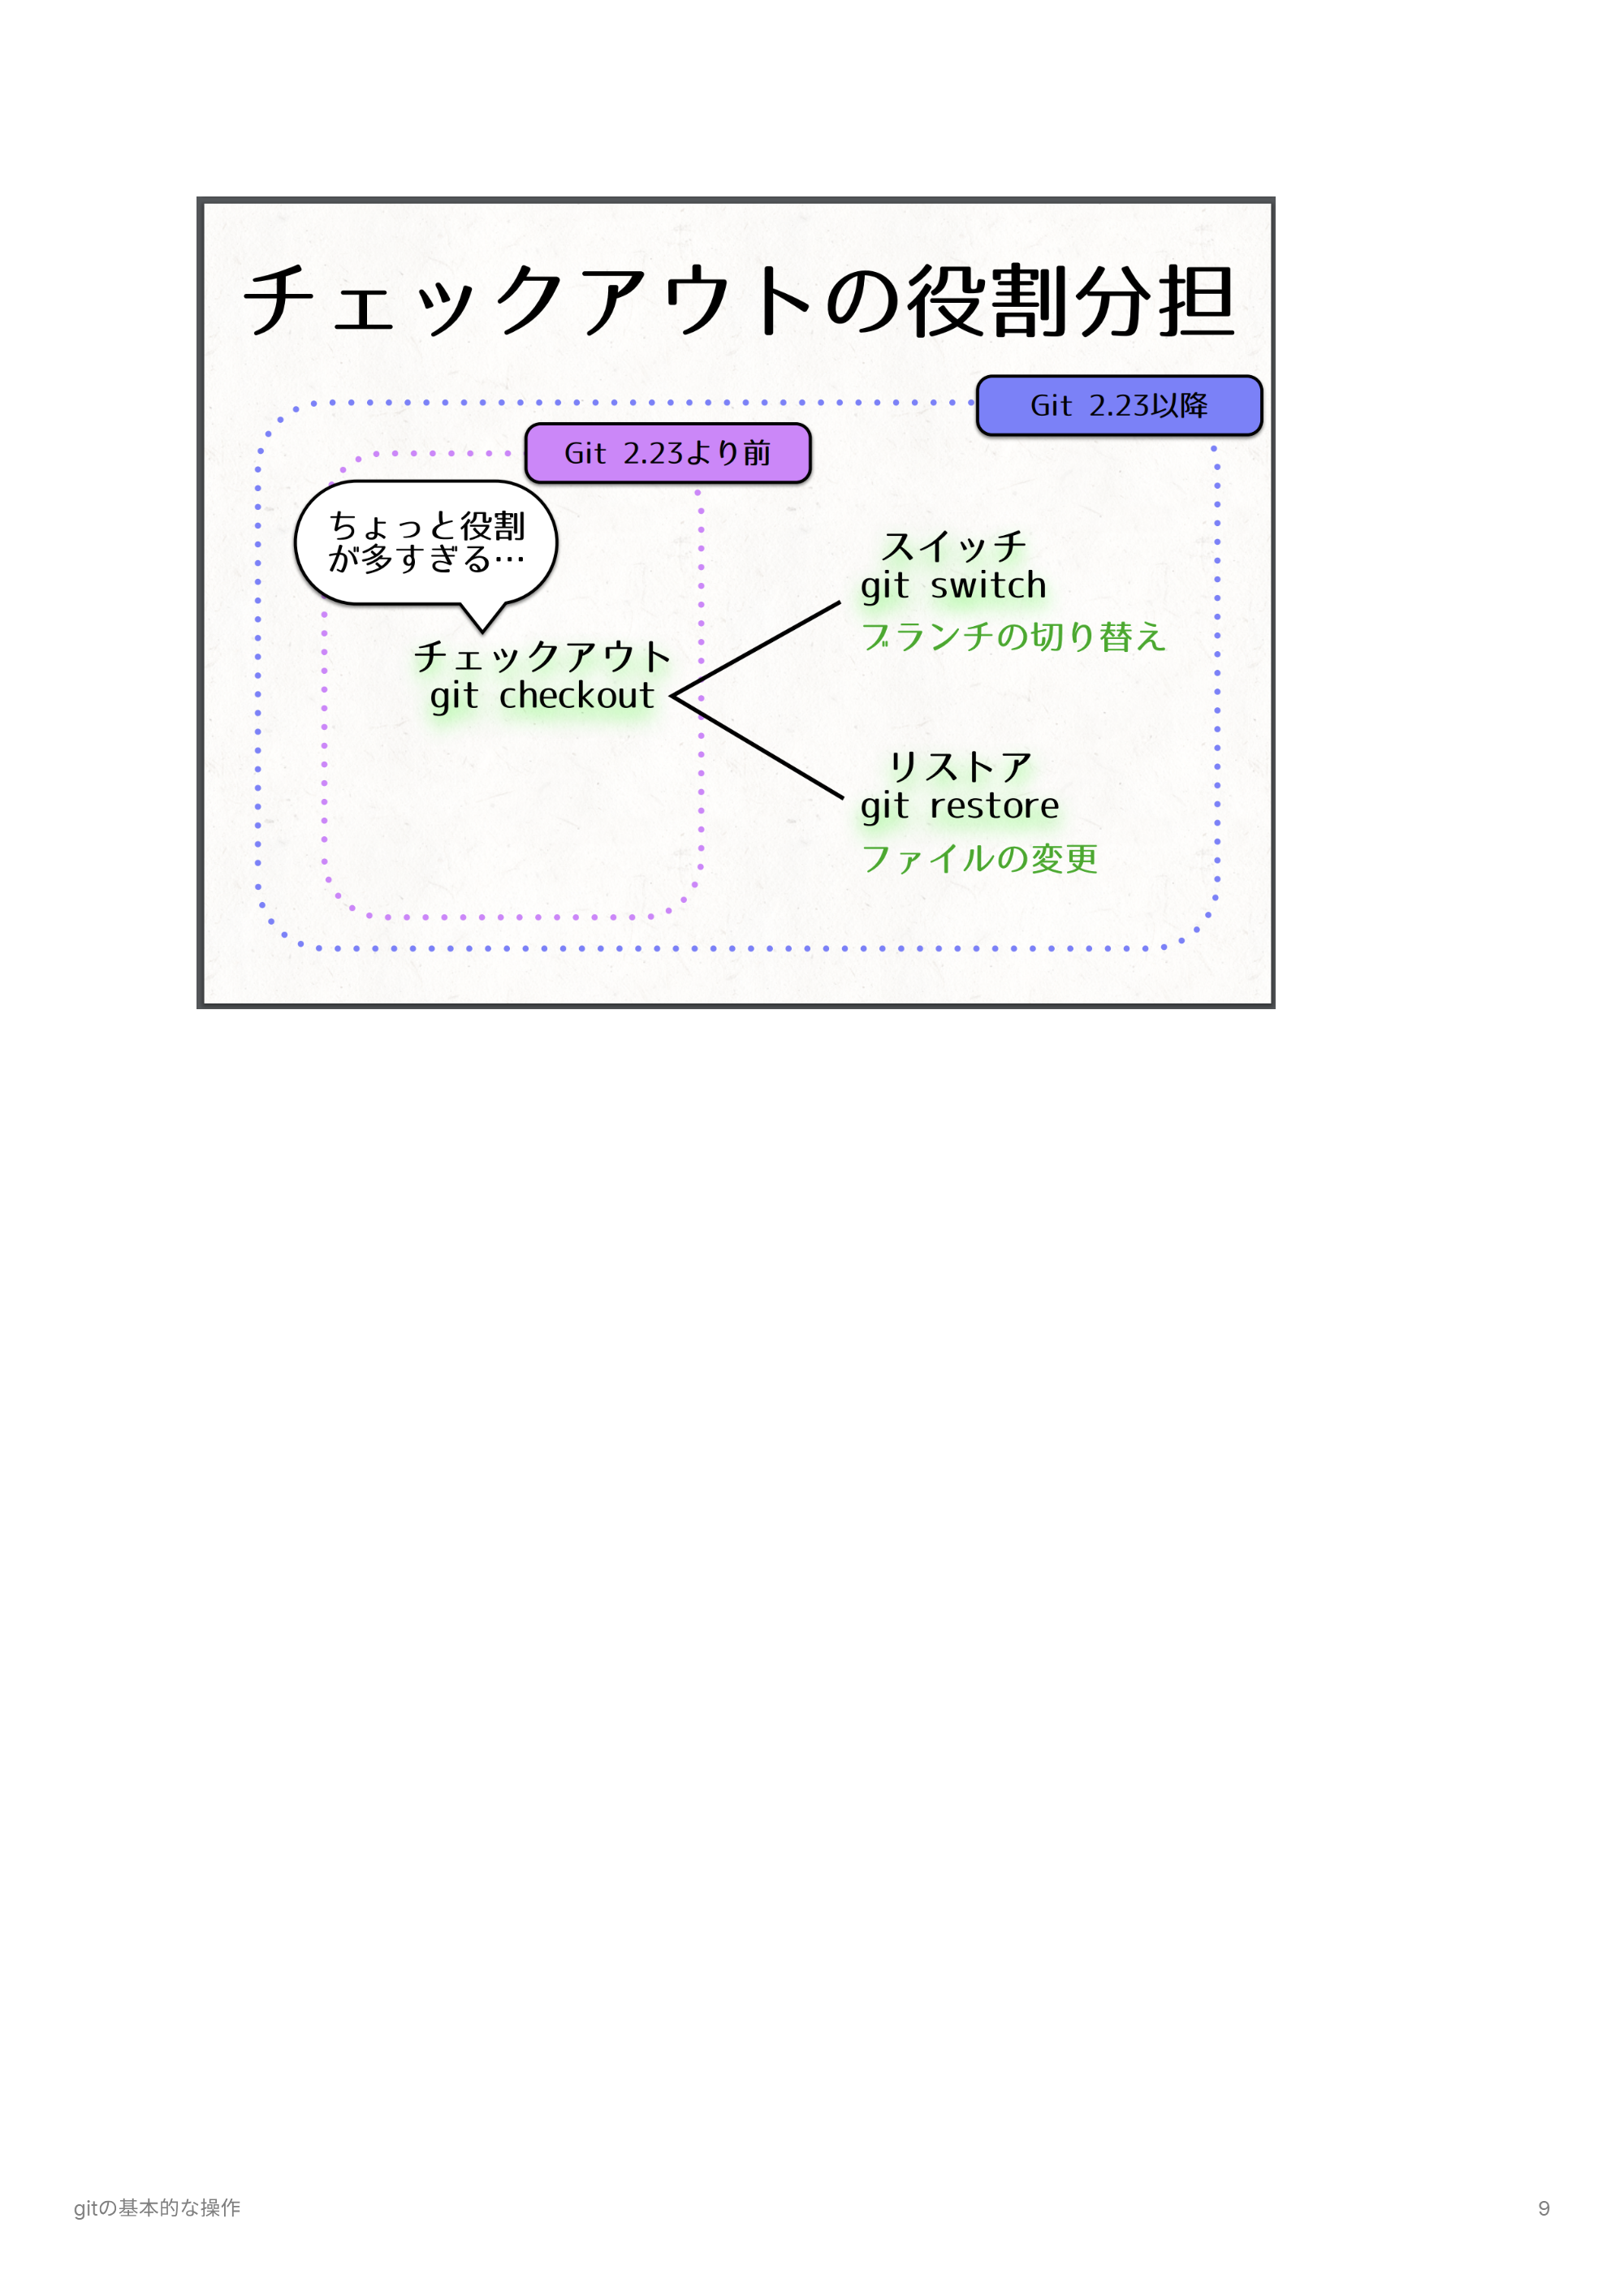 チェックアウトの役割分担
Git 2.23以降
Git 2.23より前
ちょっと役割
が多すぎる…
チェックアウト
git checkout
スイッチ
git switch
ブランチの切り替え
リストア
git restore
ファイルの変更
gitの基本的な操作
9